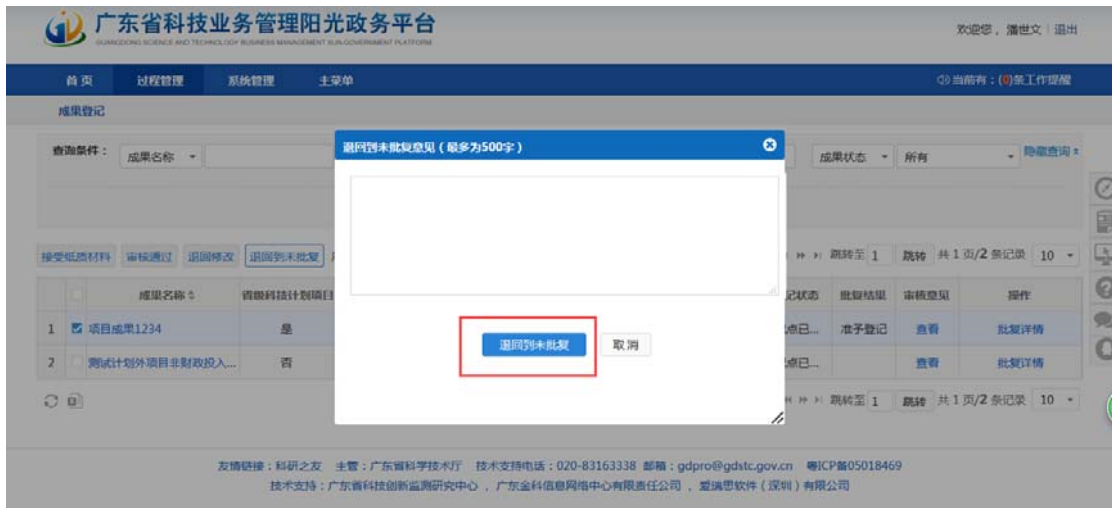 广东省科技业务管理阳光政务平台
GUANGDONG SCIENCE AND TECHNOLOGY BUSINESS MANAGEMENT SUN-GOVERNMENT PLATFORM
欢迎您，潘世文 | 退出
首页 过程管理 系统管理 主菜单 当前有：(0)条工作提醒
成果登记
退回到未批复意见（最多为500字）
查询条件： 成果名称 成果状态 所有 隐藏查询
接受纸质材料 审核通过 退回修改 退回到未批复 跳转至 1 跳转 共 1 页/2 条记录 10
成果名称 省级科技计划项目 记状态 批复结果 审核意见 操作
1 项目成果1234 是 点已... 准予登记 查看 批复详情
退回到未批复 取消
2 测试计划外项目非财政投入... 否 点已... 查看 批复详情
跳转至 1 跳转 共 1 页/2 条记录 10
友情链接：科研之友 主管：广东省科学技术厅 技术支持电话：020-83163338 邮箱：gdpro@gdstc.gov.cn 粤ICP备05018469
技术支持：广东省科技创新监测研究中心 ，广东金科信息网络中心有限责任公司 ，爱瑞思软件（深圳）有限公司